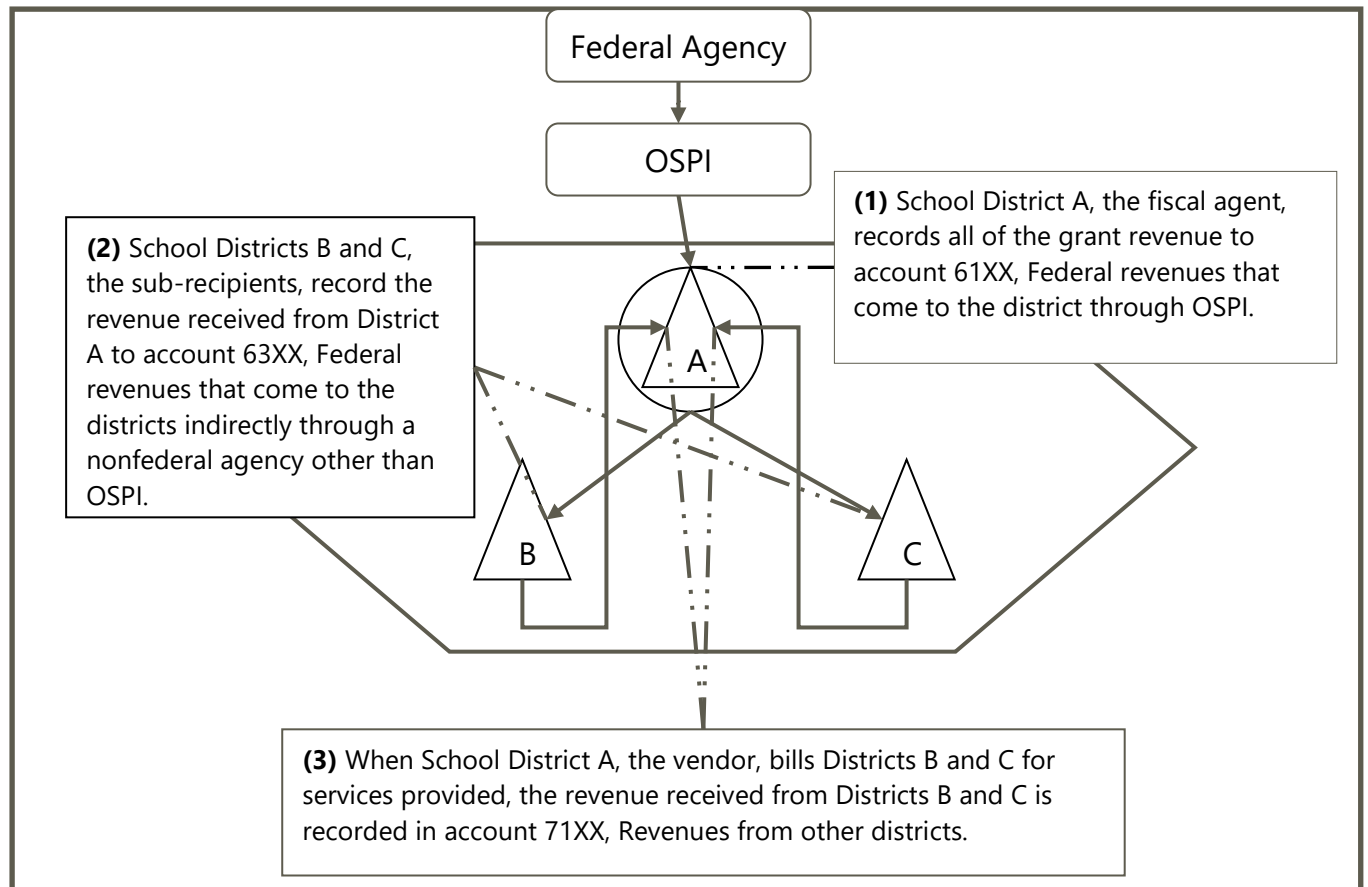 Federal Agency
OSPI
(1) School District A, the fiscal agent,
records all of the grant revenue to
account 61XX, Federal revenues that
come to the district through OSPI.
(2) School Districts B and C,
the sub-recipients, record the
revenue received from District
A to account 63XX, Federal
revenues that come to the
districts indirectly through a
nonfederal agency other than
OSPI.
A
B
C
(3) When School District A, the vendor, bills Districts B and C for
services provided, the revenue received from Districts B and C is
recorded in account 71XX, Revenues from other districts.